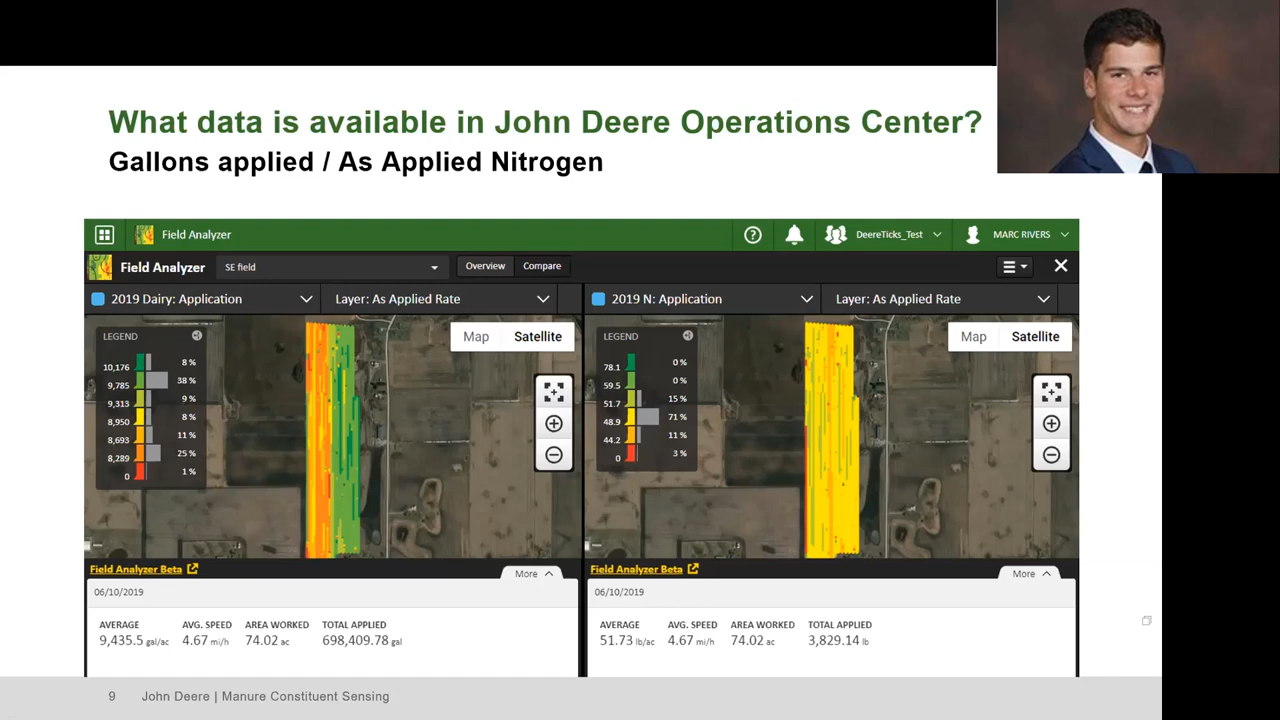 What data is available in John Deere Operations Center?
Gallons applied / As Applied Nitrogen
Field Analyzer
DeereTicks_Test
MARC RIVERS
Field Analyzer
SE field
Overview
Compare
2019 Dairy: Application
Layer: As Applied Rate
2019 N: Application
Layer: As Applied Rate
LEGEND
10,176
9,785
9,313
8,950
8,693
8,289
0
8 %
38 %
9 %
8 %
11 %
25 %
1 %
Map
Satellite
LEGEND
78.1
59.5
51.7
48.9
44.2
0
0 %
0 %
15 %
71 %
11 %
3 %
Map
Satellite
Field Analyzer Beta
More
06/10/2019
AVERAGE AVG. SPEED AREA WORKED TOTAL APPLIED
9,435.5 gal/ac 4.67 mi/h 74.02 ac 698,409.78 gal
Field Analyzer Beta
More
06/10/2019
AVERAGE AVG. SPEED AREA WORKED TOTAL APPLIED
51.73 lb/ac 4.67 mi/h 74.02 ac 3,829.14 lb
9 John Deere | Manure Constituent Sensing